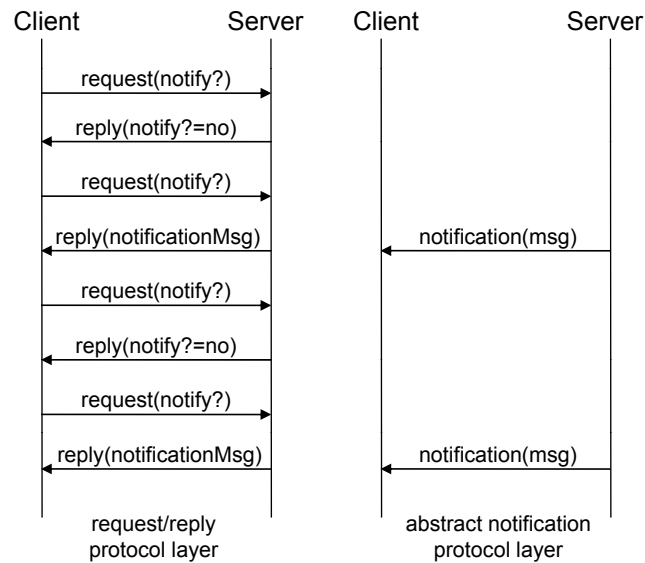 Client Server Client Server
request(notify?)
reply(notify?=no)
request(notify?)
reply(notificationMsg) notification(msg)
request(notify?)
reply(notify?=no)
request(notify?)
reply(notificationMsg) notification(msg)
request/reply abstract notification
protocol layer protocol layer